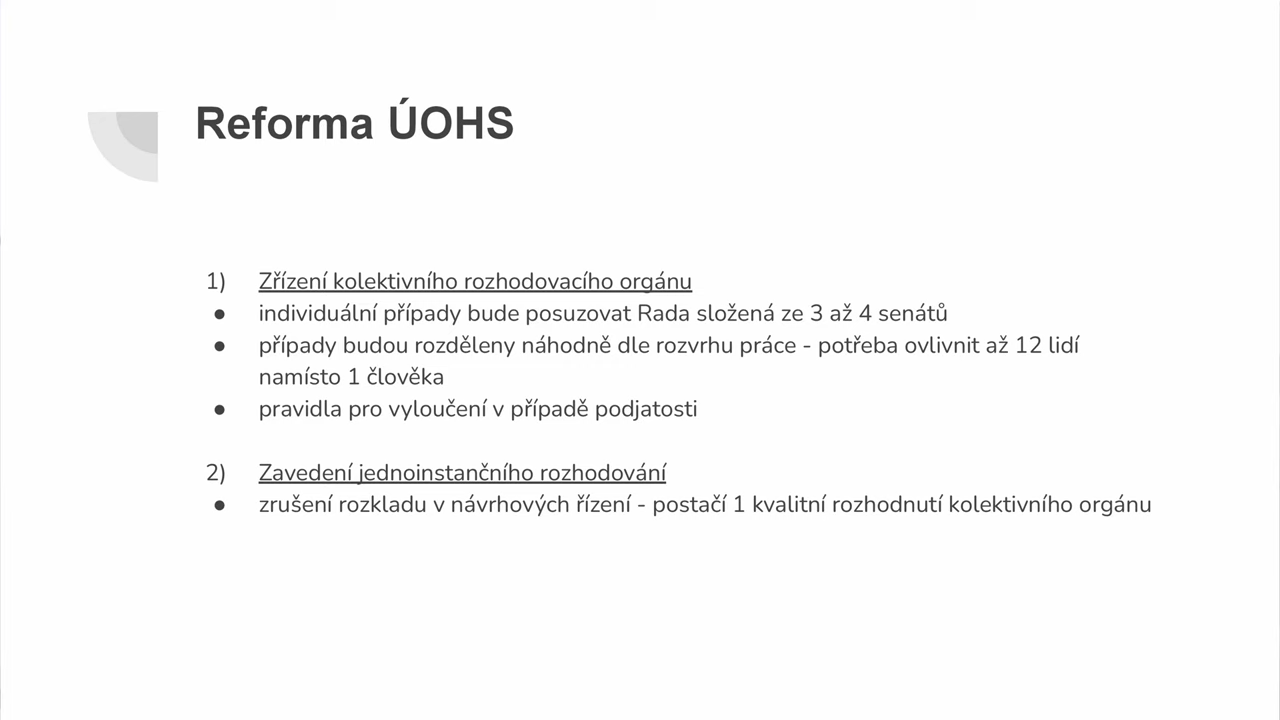 Reforma ÚOHS
1) Zřízení kolektivního rozhodovacího orgánu
● individuální případy bude posuzovat Rada složená ze 3 až 4 senátů
● případy budou rozděleny náhodně dle rozvrhu práce - potřeba ovlivnit až 12 lidí
namísto 1 člověka
● pravidla pro vyloučení v případě podjatosti
2) Zavedení jednoinstančního rozhodování
● zrušení rozkladu v návrhových řízení - postačí 1 kvalitní rozhodnutí kolektivního orgánu